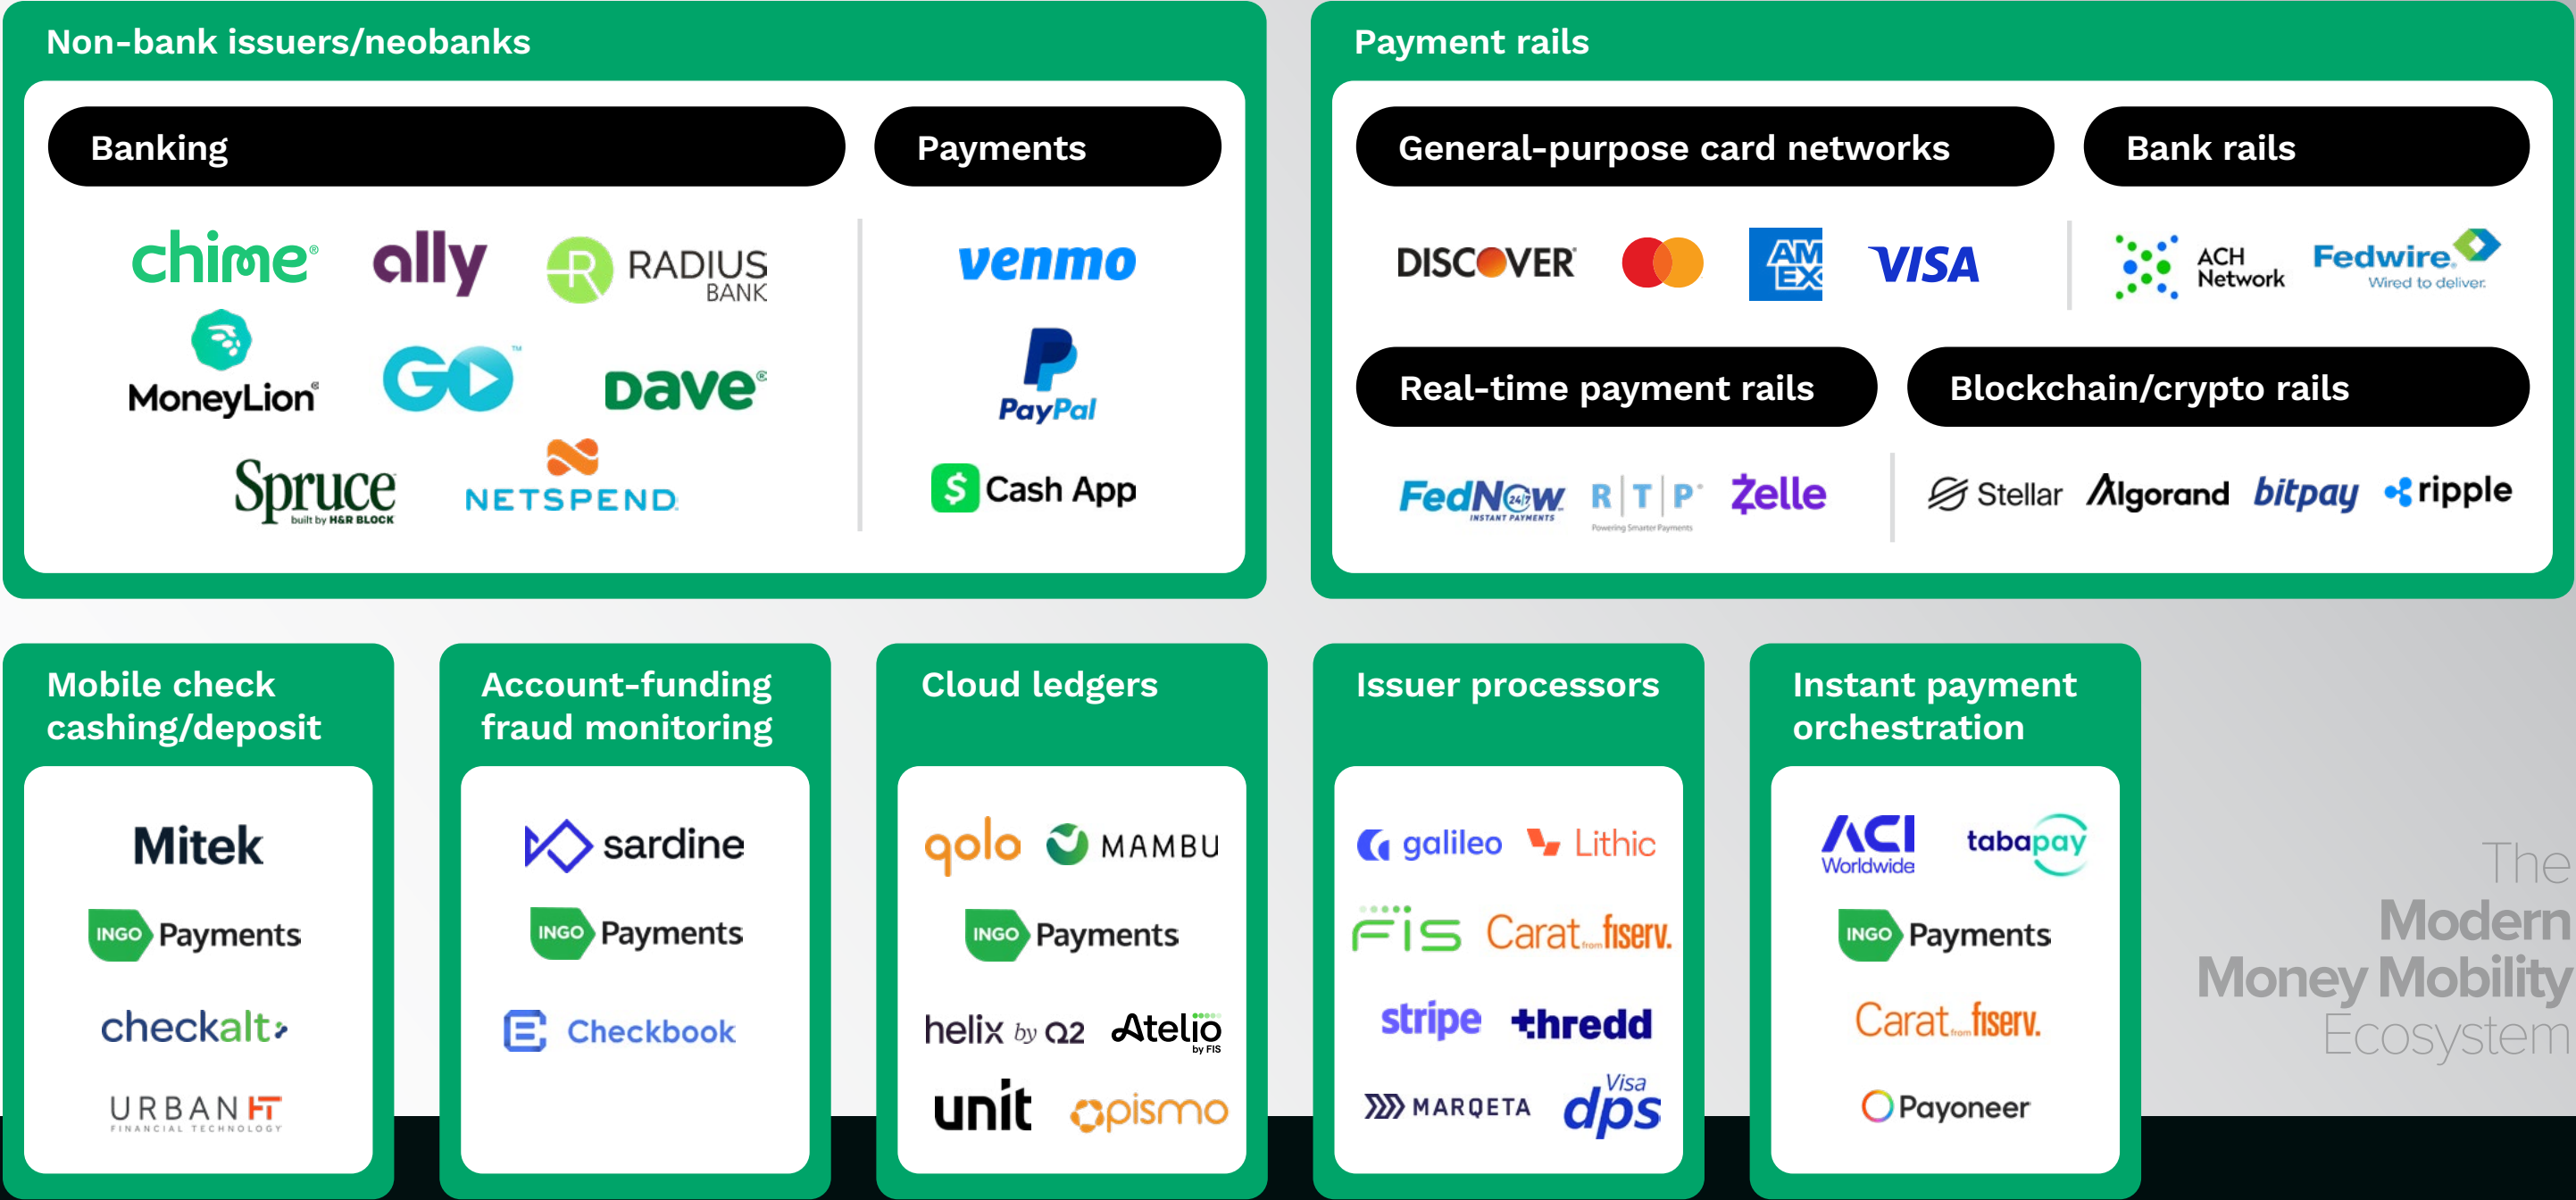 Non-bank issuers/neobanks
Banking
Payments
chime®
ally
R RADIUS
BANK
venmo
MoneyLion
GO™
Dave
PayPal
Spruce
built by H&R BLOCK
NETSPEND
$ Cash App
Payment rails
General-purpose card networks
Bank rails
DISCOVER
AM
EX
VISA
ACH
Network
Fedwire
Wired to deliver.
Real-time payment rails
Blockchain/crypto rails
FedNow 24/7
INSTANT PAYMENTS
R|T|P
Powering Smarter Payments
Zelle
Stellar
Algorand
bitpay
ripple
Mobile check
cashing/deposit
Mitek
INGO Payments
checkalt
URBAN FT
FINANCIAL TECHNOLOGY
Account-funding
fraud monitoring
sardine
INGO Payments
Checkbook
Cloud ledgers
qolo
MAMBU
INGO Payments
helix by Q2
Atelio
by FIS
unit
pismo
Issuer processors
galileo
Lithic
FIS
Carat from fiserv.
stripe
thredd
MARQETA
Visa
dps
Instant payment
orchestration
ACI
Worldwide
tabapay
INGO Payments
Carat from fiserv.
Payoneer
The
Modern
Money Mobility
Ecosystem